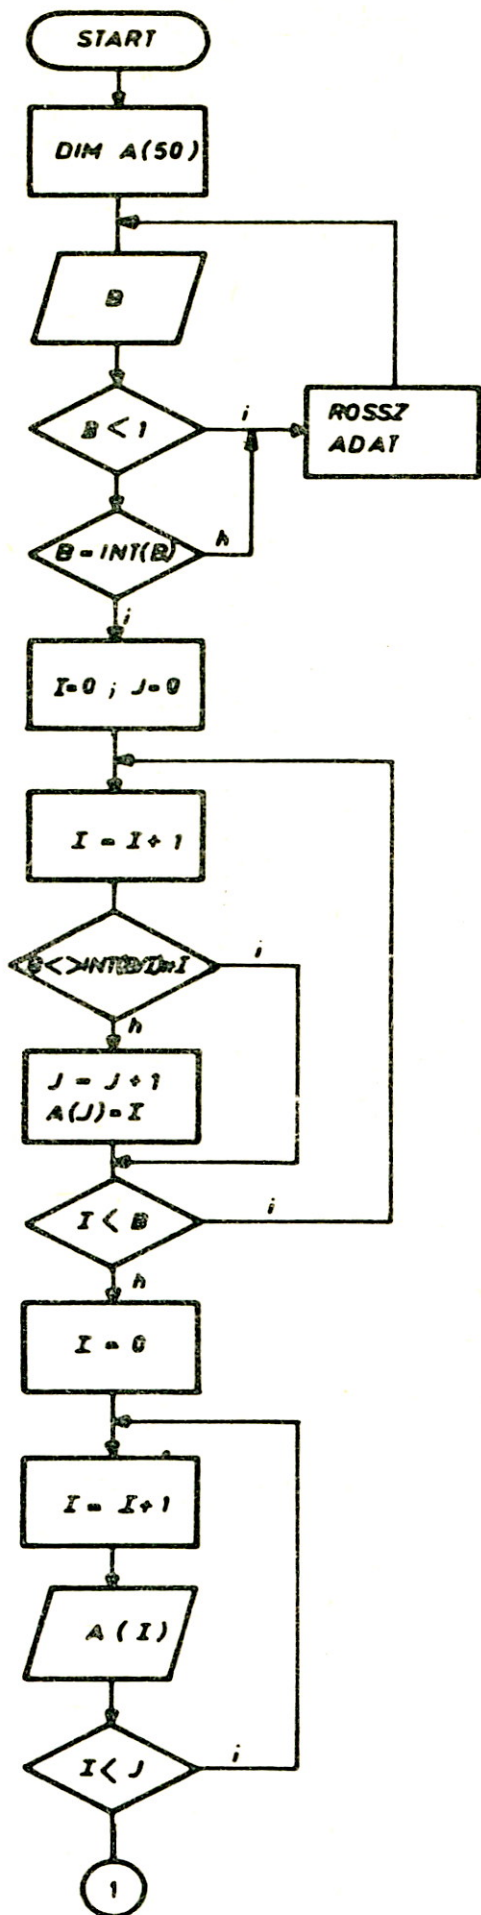 START
DIM A(50)
B
B < 1
i
ROSSZ
ADAT
B = INT(B)
h
i
I=0 ; J=0
I = I + 1
i
h
J = J + 1
A(J) = I
I < B
i
h
I = 0
I = I + 1
A (I)
I < J
i
1